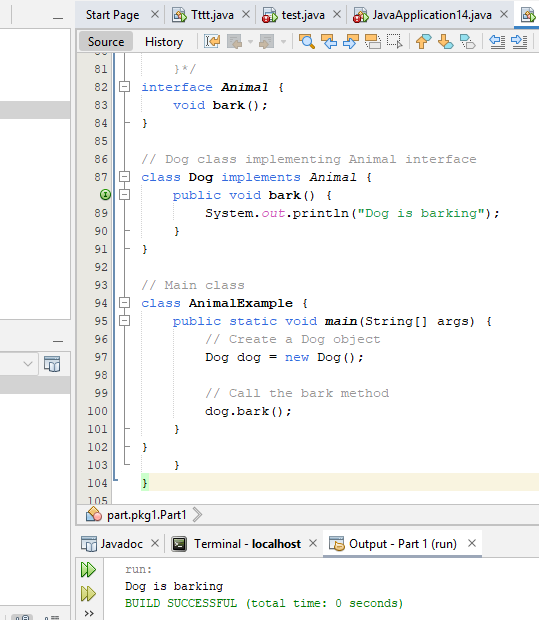 Start Page
Tttt.java
test.java
JavaApplication14.java
Source
History
81 }*/
82 interface Animal {
83 void bark();
84 }
85
86 // Dog class implementing Animal interface
87 class Dog implements Animal {
public void bark() {
89 System.out.println("Dog is barking");
90 }
91 }
92
93 // Main class
94 class AnimalExample {
95 public static void main(String[] args) {
96 // Create a Dog object
97 Dog dog = new Dog();
98
99 // Call the bark method
100 dog.bark();
101 }
102 }
103 }
104 }
105
part.pkg1.Part1
Javadoc
Terminal - localhost
Output - Part 1 (run)
run:
Dog is barking
BUILD SUCCESSFUL (total time: 0 seconds)